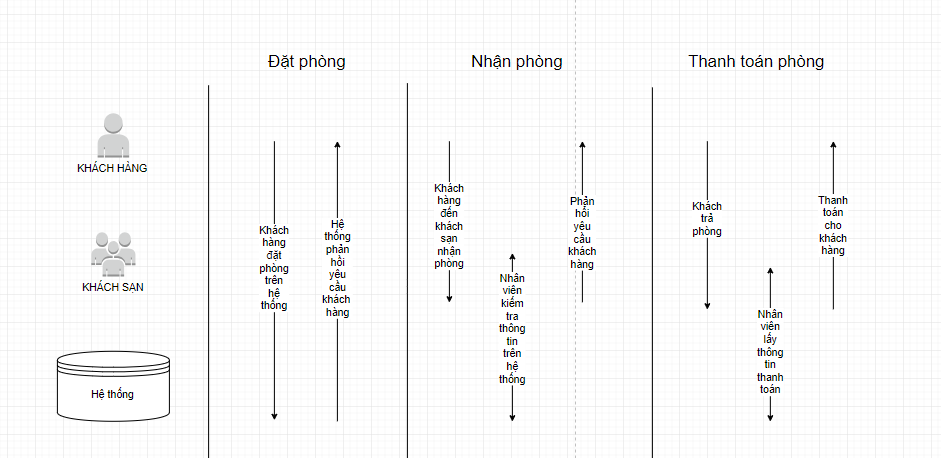 Đặt phòng
Nhận phòng
Thanh toán phòng
KHÁCH HÀNG
KHÁCH SẠN
Hệ thống
Khách
hàng
đặt
phòng
trên
hệ
thống
Hệ
thống
phản
hồi
yêu
cầu
khách
hàng
Khách
hàng
đến
khách
sạn
nhận
phòng
Nhân
viên
kiểm
tra
thông
tin
trên
hệ
thống
Phản
hồi
yêu
cầu
khách
hàng
Khách
trả
phòng
Nhân
viên
lấy
thông
tin
thanh
toán
Thanh
toán
cho
khách
hàng